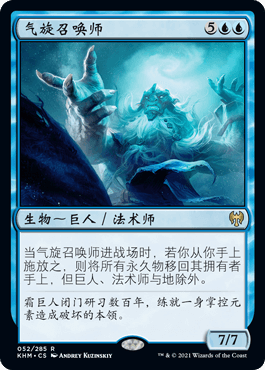 气旋召唤师 5
生物～巨人／法术师
当气旋召唤师进战场时，若你从你手上
施放之，则将所有永久物移回其拥有者
手上，但巨人、法术师与地除外。
霜巨人闭门研习数百年，练就一身掌控元
素造成破坏的本领。
7/7
052/285 R
KHM • CS Andrey Kuzinskiy
™ & © 2021 Wizards of the Coast